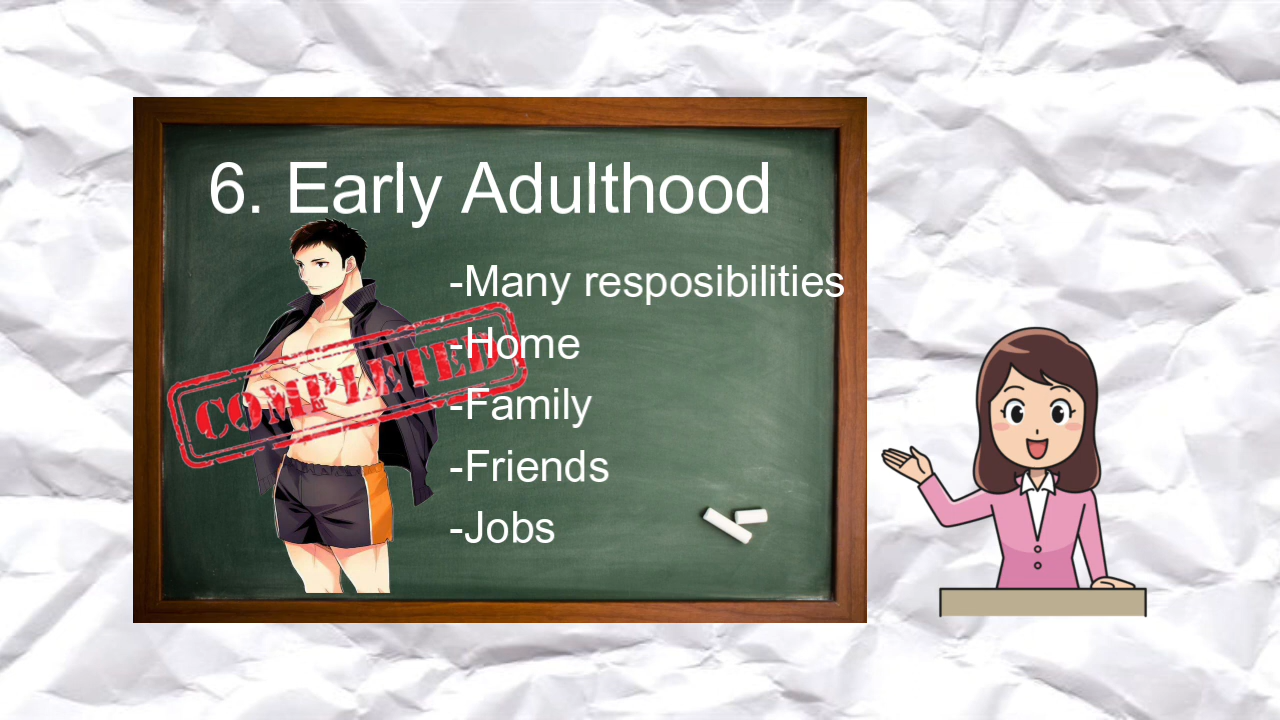 6. Early Adulthood
-Many resposibilities
-Home
COMPLETED
-Family
-Friends
-Jobs